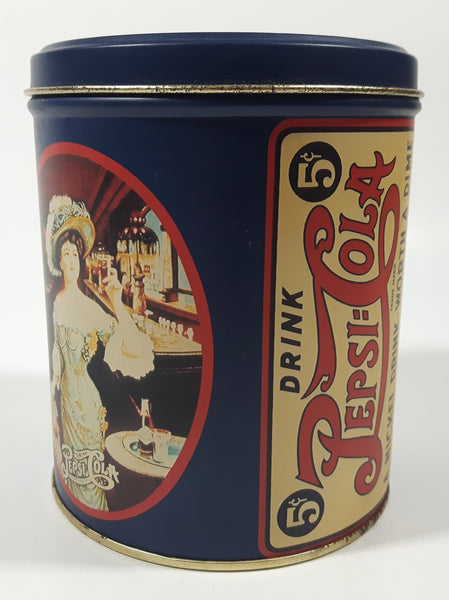 PEPSI-COLA
DRINK
5¢
PEPSI=COLA
5¢
A NICKEL DRINK-WORTH A DIME